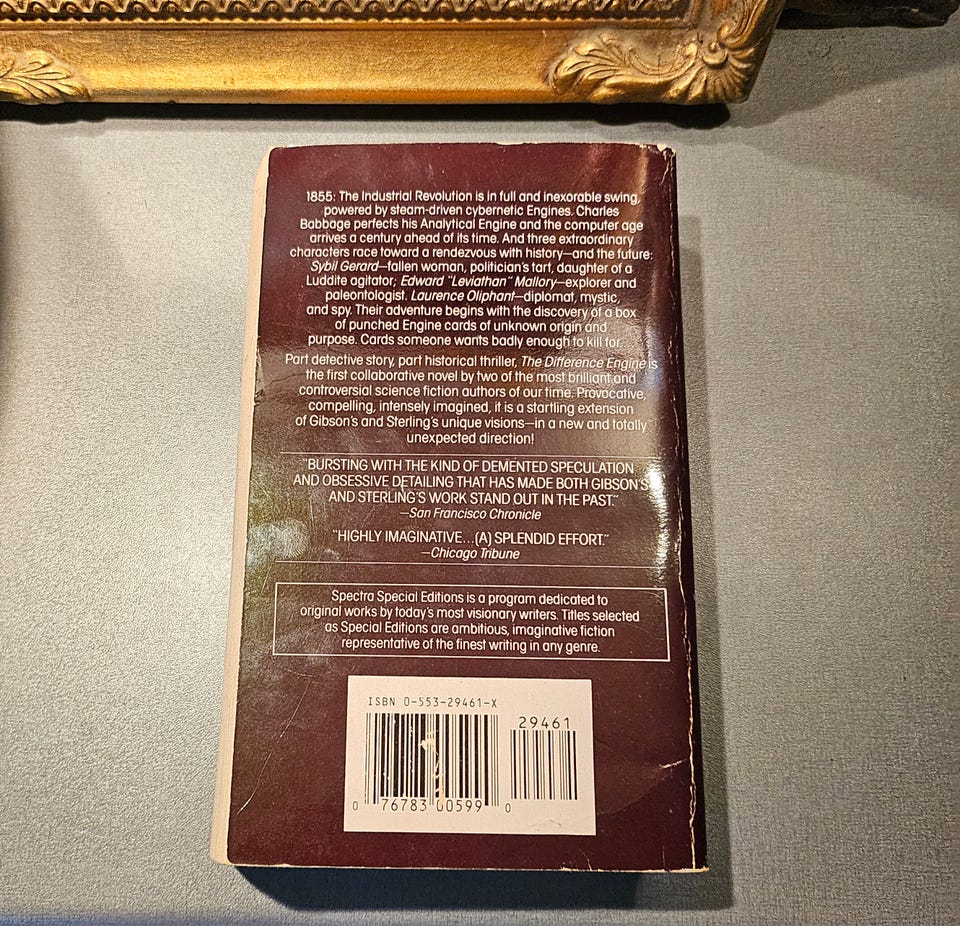 1855: The Industrial Revolution is in full and inexorable swing,
powered by steam-driven cybernetic Engines. Charles
Babbage perfects his Analytical Engine and the computer age
arrives a century ahead of its time. And three extraordinary
characters race toward a rendezvous with history—and the future:
Sybil Gerard—fallen woman, politician's tart, daughter of a
Luddite agitator; Edward "Leviathan" Mallory—explorer and
paleontologist. Laurence Oliphant—diplomat, mystic,
and spy. Their adventure begins with the discovery of a box
of punched Engine cards of unknown origin and
purpose. Cards someone wants badly enough to kill for.
Part detective story, part historical thriller, The Difference Engine is
the first collaborative novel by two of the most brilliant and
controversial science fiction authors of our time. Provocative,
compelling, intensely imagined, it is a startling extension
of Gibson's and Sterling's unique visions—in a new and totally
unexpected direction!
"BURSTING WITH THE KIND OF DEMENTED SPECULATION
AND OBSESSIVE DETAILING THAT HAS MADE BOTH GIBSON'S
AND STERLING'S WORK STAND OUT IN THE PAST."
—San Francisco Chronicle
"HIGHLY IMAGINATIVE...(A) SPLENDID EFFORT."
—Chicago Tribune
Spectra Special Editions is a program dedicated to
original works by today's most visionary writers. Titles selected
as Special Editions are ambitious, imaginative fiction
representative of the finest writing in any genre.
ISBN 0-553-29461-X
29461
0 76783 00599 0